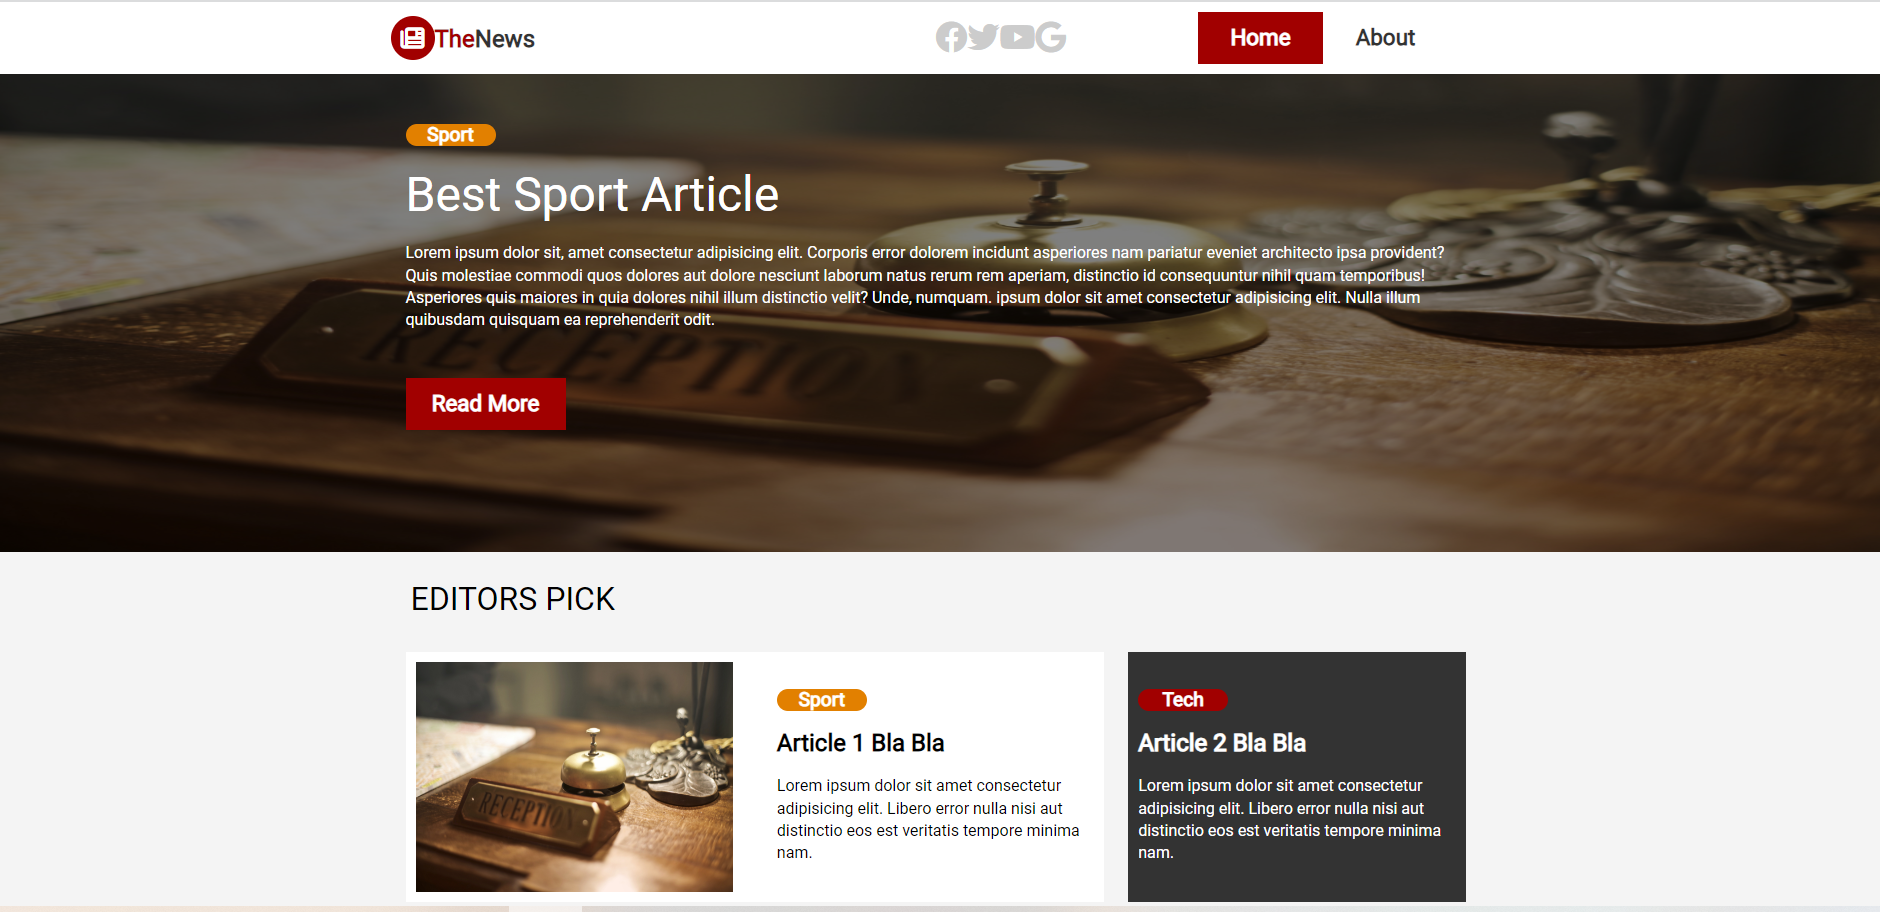 TheNews
Home
About
Sport
Best Sport Article
Lorem ipsum dolor sit, amet consectetur adipisicing elit. Corporis error dolorem incidunt asperiores nam pariatur eveniet architecto ipsa provident?
Quis molestiae commodi quos dolores aut dolore nesciunt laborum natus rerum rem aperiam, distinctio id consequuntur nihil quam temporibus!
Asperiores quis maiores in quia dolores nihil illum distinctio velit? Unde, numquam. ipsum dolor sit amet consectetur adipisicing elit. Nulla illum
quibusdam quisquam ea reprehenderit odit.
RECEPTION
Read More
EDITORS PICK
RECEPTION
Sport
Article 1 Bla Bla
Lorem ipsum dolor sit amet consectetur
adipisicing elit. Libero error nulla nisi aut
distinctio eos est veritatis tempore minima
nam.
Tech
Article 2 Bla Bla
Lorem ipsum dolor sit amet consectetur
adipisicing elit. Libero error nulla nisi aut
distinctio eos est veritatis tempore minima
nam.